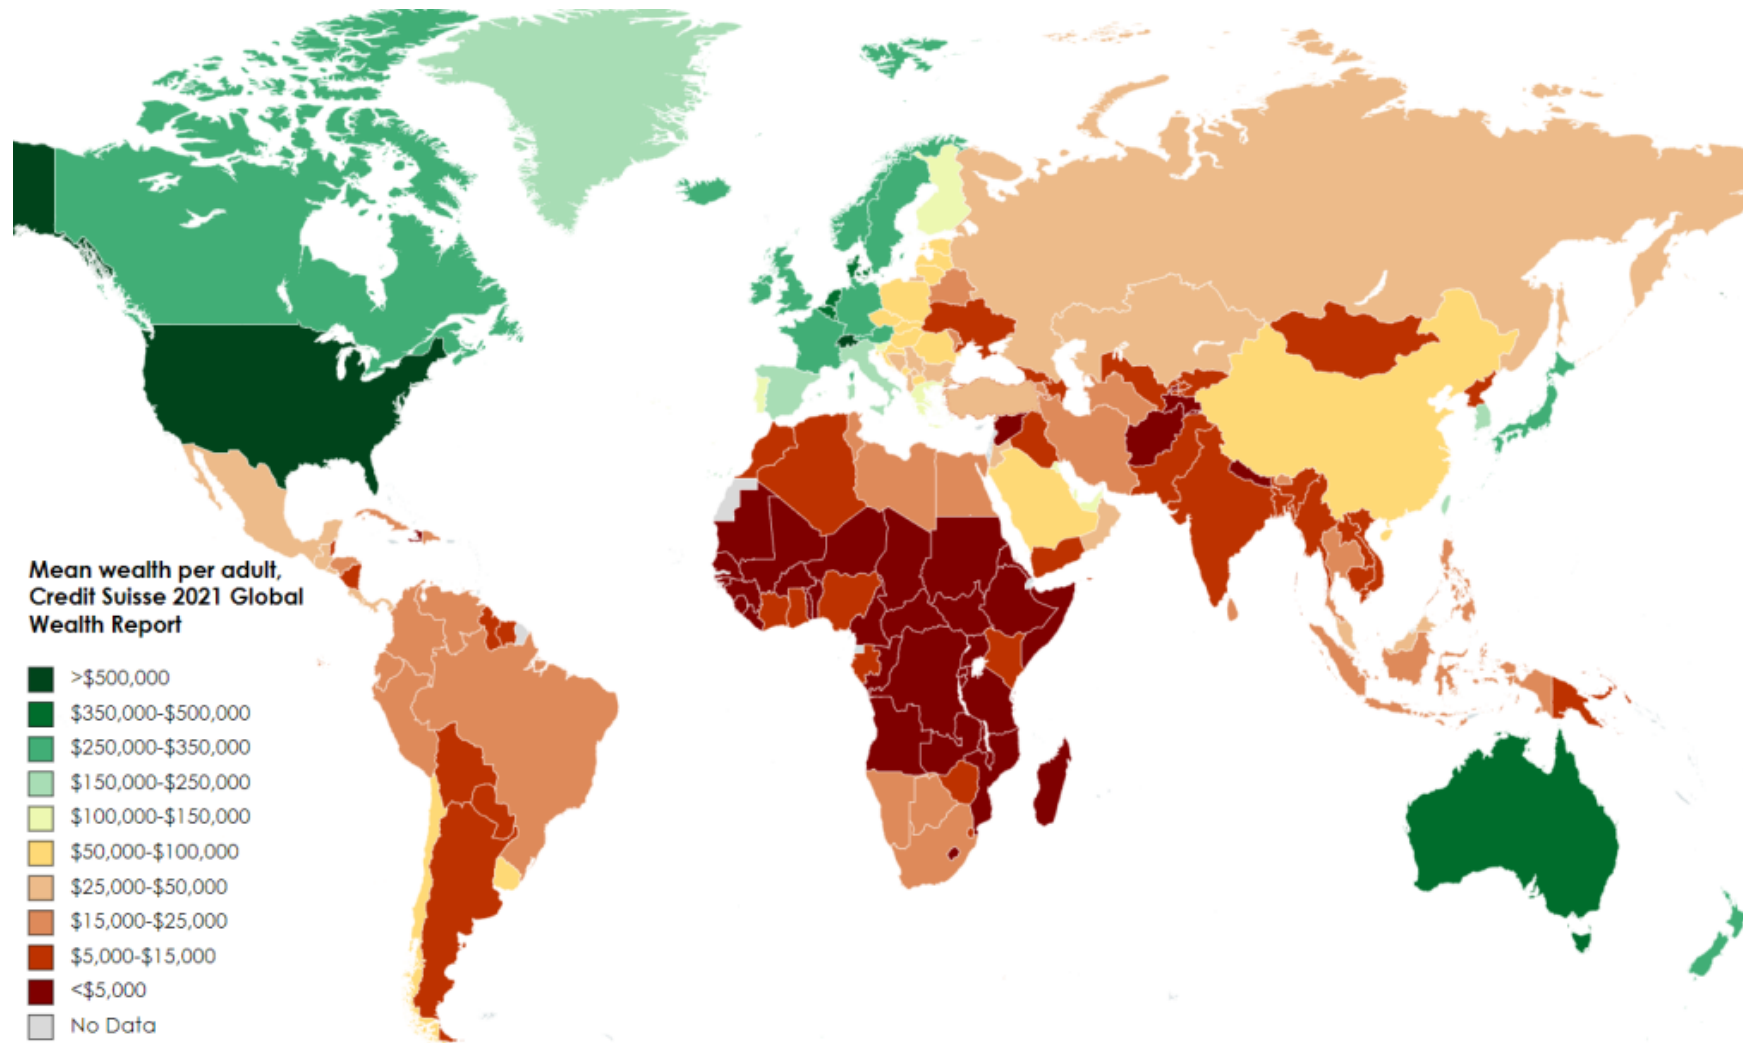 Mean wealth per adult,
Credit Suisse 2021 Global
Wealth Report
>$500,000
$350,000-$500,000
$250,000-$350,000
$150,000-$250,000
$100,000-$150,000
$50,000-$100,000
$25,000-$50,000
$15,000-$25,000
$5,000-$15,000
<$5,000
No Data